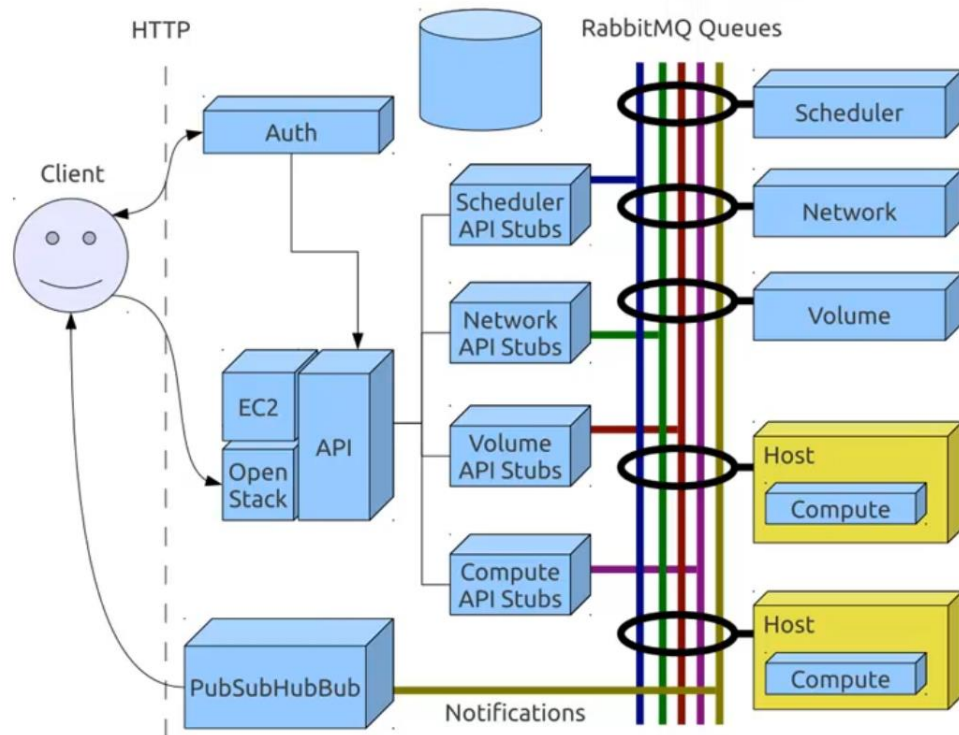 HTTP
RabbitMQ Queues
Auth
Scheduler
Client
Scheduler
API Stubs
Network
Network
API Stubs
Volume
EC2
API
Open
Stack
Volume
API Stubs
Host
Compute
Compute
API Stubs
Host
Compute
PubSubHubBub
Notifications